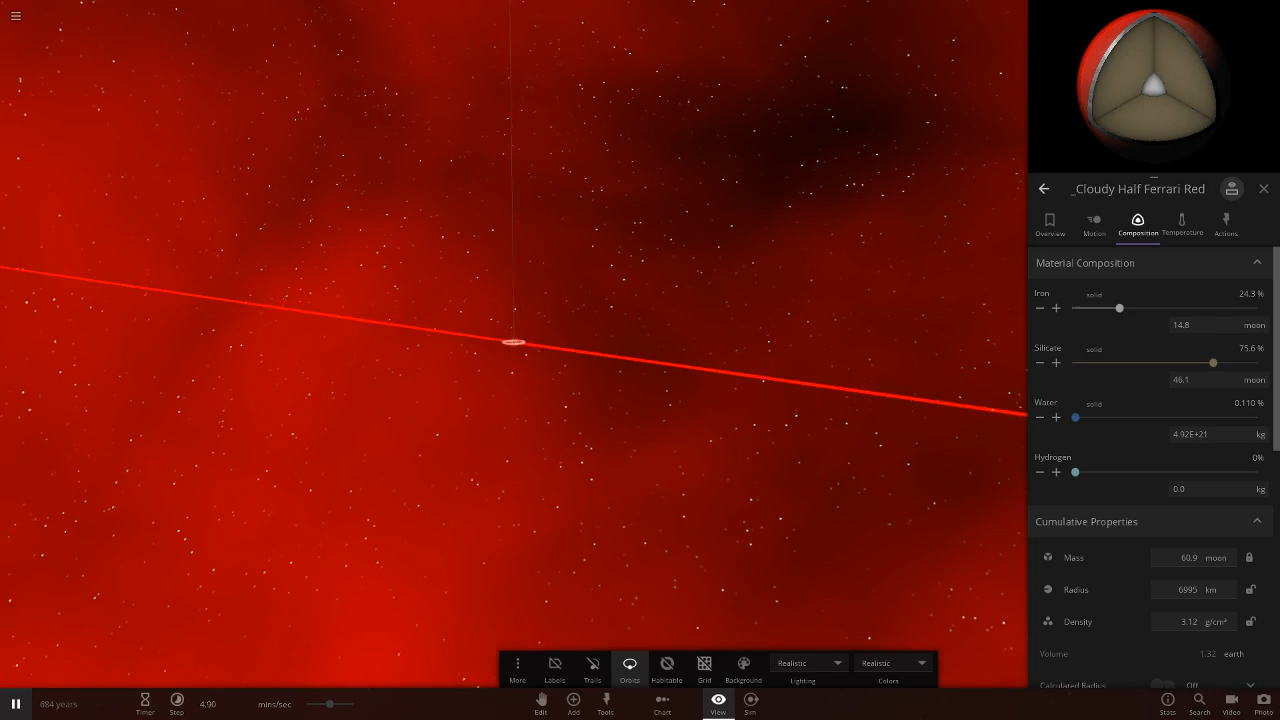 _Cloudy Half Ferrari Red
Overview
Motion
Composition
Temperature
Actions
Material Composition
Iron
solid
24.3 %
14.8 moon
Silicate
solid
75.6 %
46.1 moon
Water
solid
0.110 %
4.92E+21 kg
Hydrogen
0%
0.0 kg
Cumulative Properties
Mass
60.9 moon
Radius
6995 km
Density
3.12 g/cm³
Volume
1.32 earth
Calculated Radius
Off
More
Labels
Trails
Orbits
Habitable
Grid
Background
Realistic
Lighting
Realistic
Colors
684 years
Timer
Step
4.90 mins/sec
Edit
Add
Tools
Chart
View
Sim
Stats
Search
Video
Photo